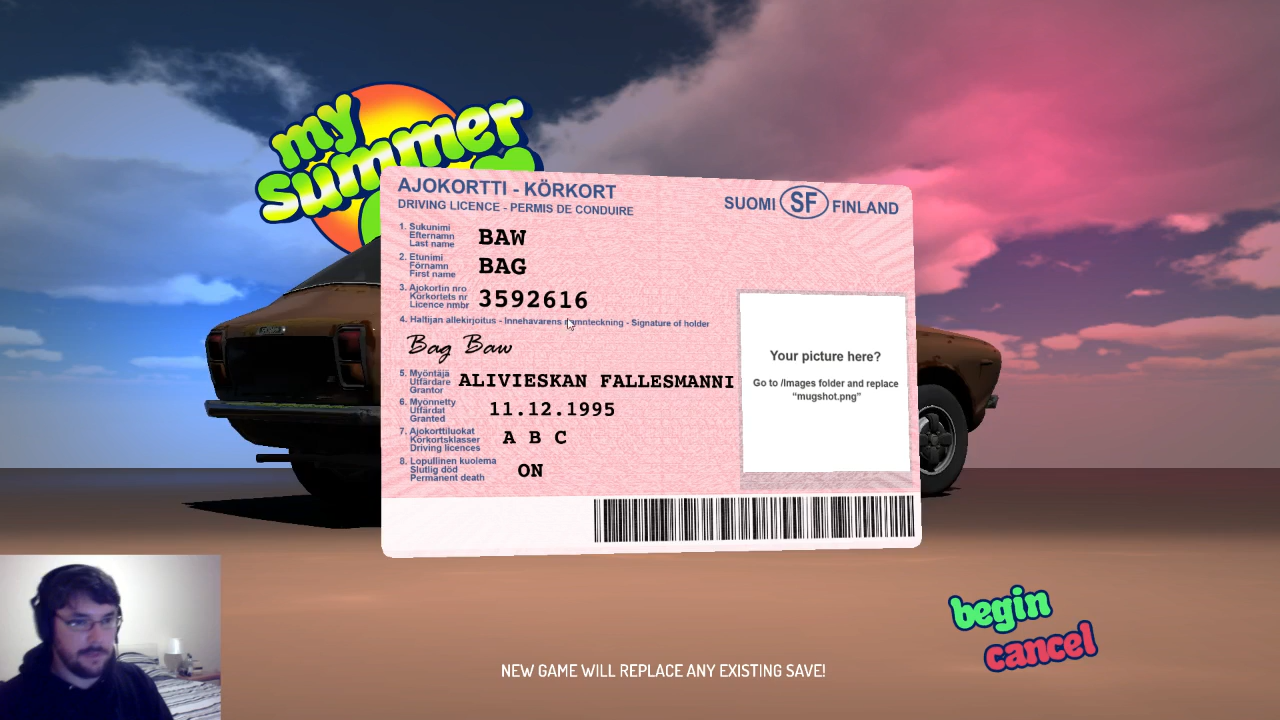 my
summer
AJOKORTTI - KÖRKORT
DRIVING LICENCE - PERMIS DE CONDUIRE
SUOMI SF FINLAND
1. Sukunimi
Efternamn
Last name
BAW
2. Etunimi
Förnamn
First name
BAG
3. Ajokortin nro
Körkortets nr
Licence nmbr
3592616
4. Haltijan allekirjoitus - Innehavarens - Signature of holder
Bag Baw
5. Myöntäjä
Utfärdare
Grantor
ALIVIESKAN FALLESMANNI
6. Myönnetty
Utfärdat
Granted
11.12.1995
7. Ajokorttiluokat
Körkortsklasser
Driving licences
A B C
8. Lopullinen kuolema
Slutlig död
Permanent death
ON
Your picture here?
Go to /Images folder and replace
"mugshot.png"
begin
cancel
NEW GAME WILL REPLACE ANY EXISTING SAVE!